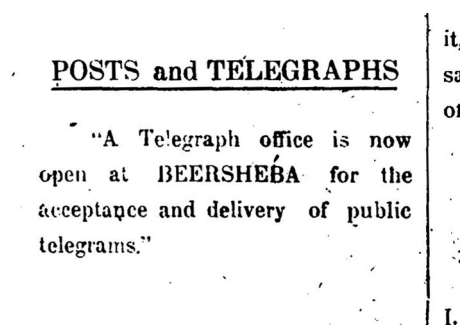 POSTS and TELEGRAPHS
"A Telegraph office is now
open at BEERSHEBA for the
acceptance and delivery of public
telegrams."
it,
sa
of
I.